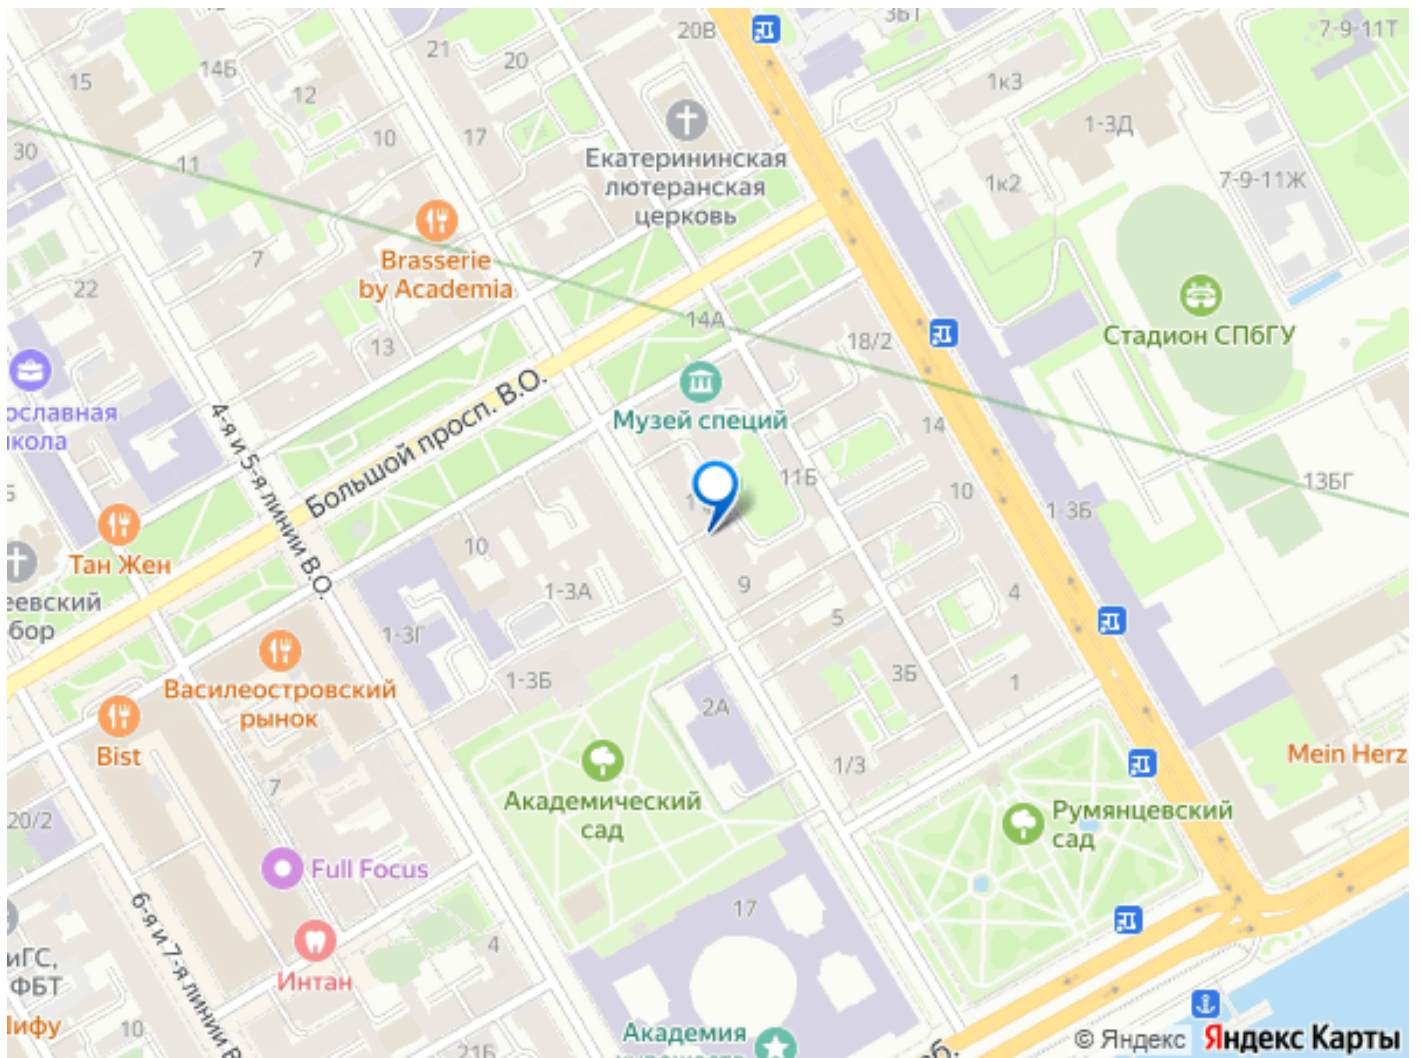 20В
3Б1
7-9-11Т
21
20
14Б
15
1к3
12
1-3Д
17
10
30
11
Екатерининская
лютеранская
церковь
1к2
7-9-11Ж
Brasserie
by Academia
7
22
14А
13
18/2
Стадион СПбГУ
Музей специй
4-я и 5-я линии В.О.
Большой просп. В.О.
14
11Б
10
13БГ
1-3Б
Тан Жен
10
9
1-3А
4
5
1-3Г
Василеостровский
рынок
1-3Б
3Б
1
2А
Bist
Mein Herz
1/3
7
Академический
сад
Румянцевский
сад
20/2
Full Focus
17
6-я и 7-я линии В
4
ФБТ
Интан
10
21Б
Академия
© Яндекс Яндекс Карты